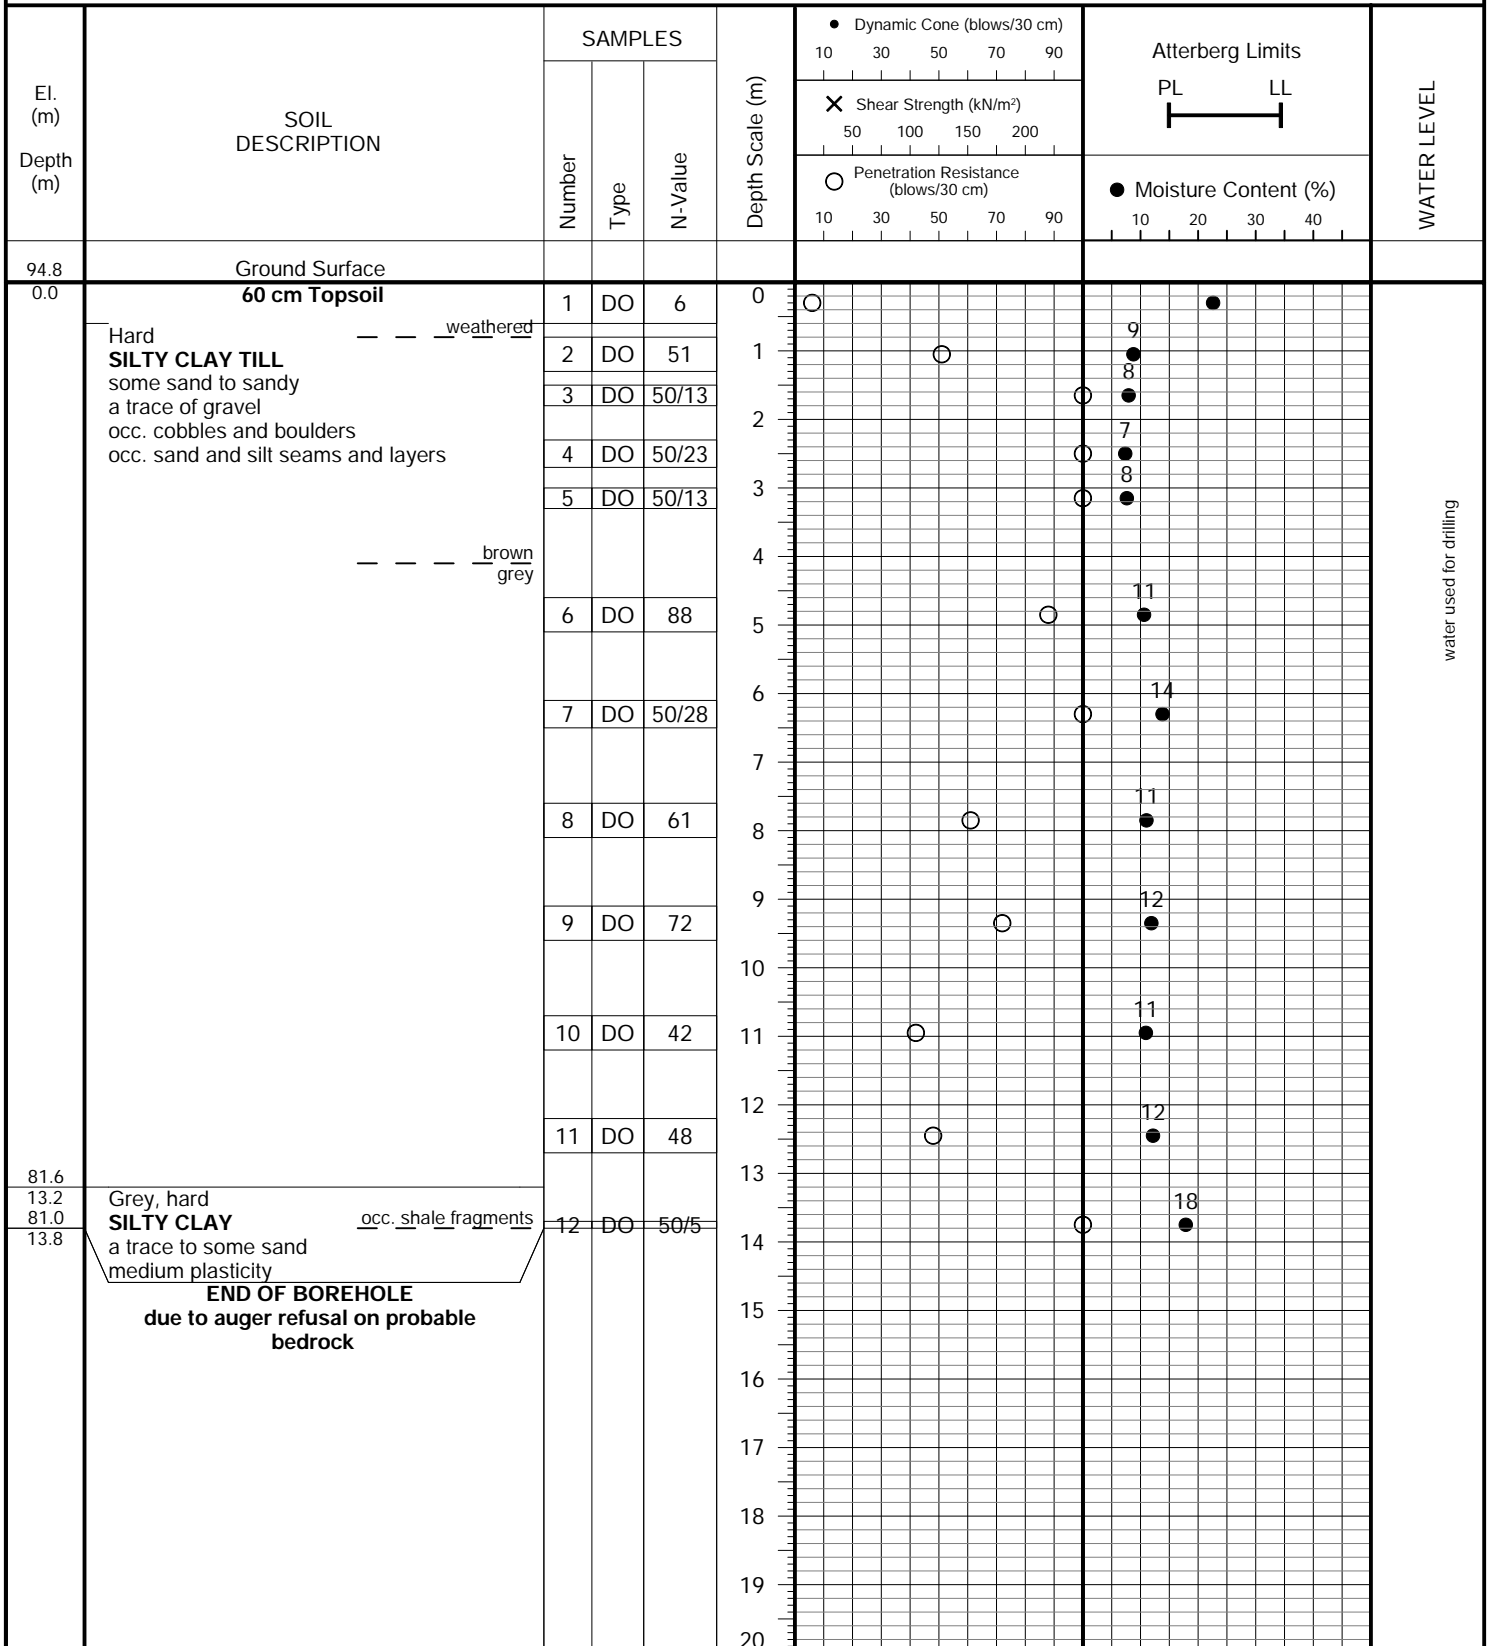 El.
(m)
Depth
(m)
SOIL
DESCRIPTION
SAMPLES
Number
Type
N-Value
Depth Scale (m)
Dynamic Cone (blows/30 cm)
10 30 50 70 90
Shear Strength (kN/m²)
50 100 150 200
Penetration Resistance
(blows/30 cm)
10 30 50 70 90
Atterberg Limits
PL LL
Moisture Content (%)
10 20 30 40
WATER LEVEL
94.8 Ground Surface
0.0 60 cm Topsoil 0
1 DO 6
weathered
Hard
9
SILTY CLAY TILL
2 DO 51 1
8
some sand to sandy
3 DO 50/13
a trace of gravel
2
occ. cobbles and boulders
7
occ. sand and silt seams and layers 4 DO 50/23
8
3
5 DO 50/13
water used for drilling
brown 4
grey
11
6 DO 88
5
14
6
7 DO 50/28
7
11
8 DO 61
8
12
9
9 DO 72
10
11
10 DO 42
11
12
12
11 DO 48
13
81.6
13.2 Grey, hard
18
81.0 SILTY CLAY occ. shale fragments
12 DO 50/5
13.8
14
a trace to some sand
medium plasticity
END OF BOREHOLE
due to auger refusal on probable
bedrock
15
16
17
18
19
20